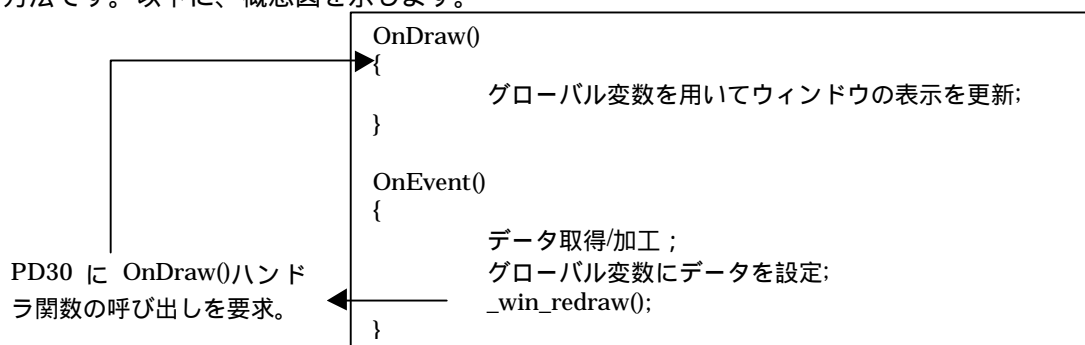 方法です。以下に、概念図を示します。
OnDraw()
{
グローバル変数を用いてウィンドウの表示を更新;
}
OnEvent()
{
データ取得/加工；
グローバル変数にデータを設定;
_win_redraw();
}
PD30 に OnDraw()ハンド
ラ関数の呼び出しを要求。